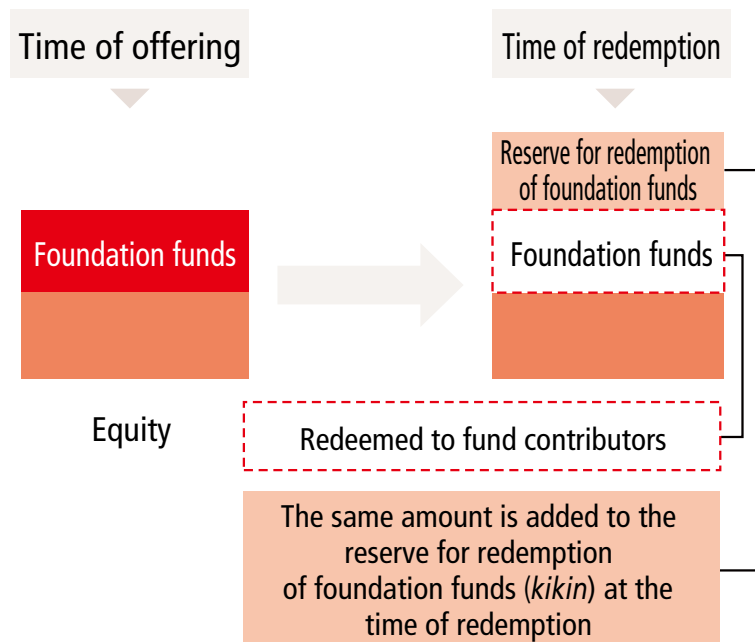 Time of offering
Time of redemption
Reserve for redemption
of foundation funds
Foundation funds
Foundation funds
Equity
Redeemed to fund contributors
The same amount is added to the
reserve for redemption
of foundation funds (kikin) at the
time of redemption